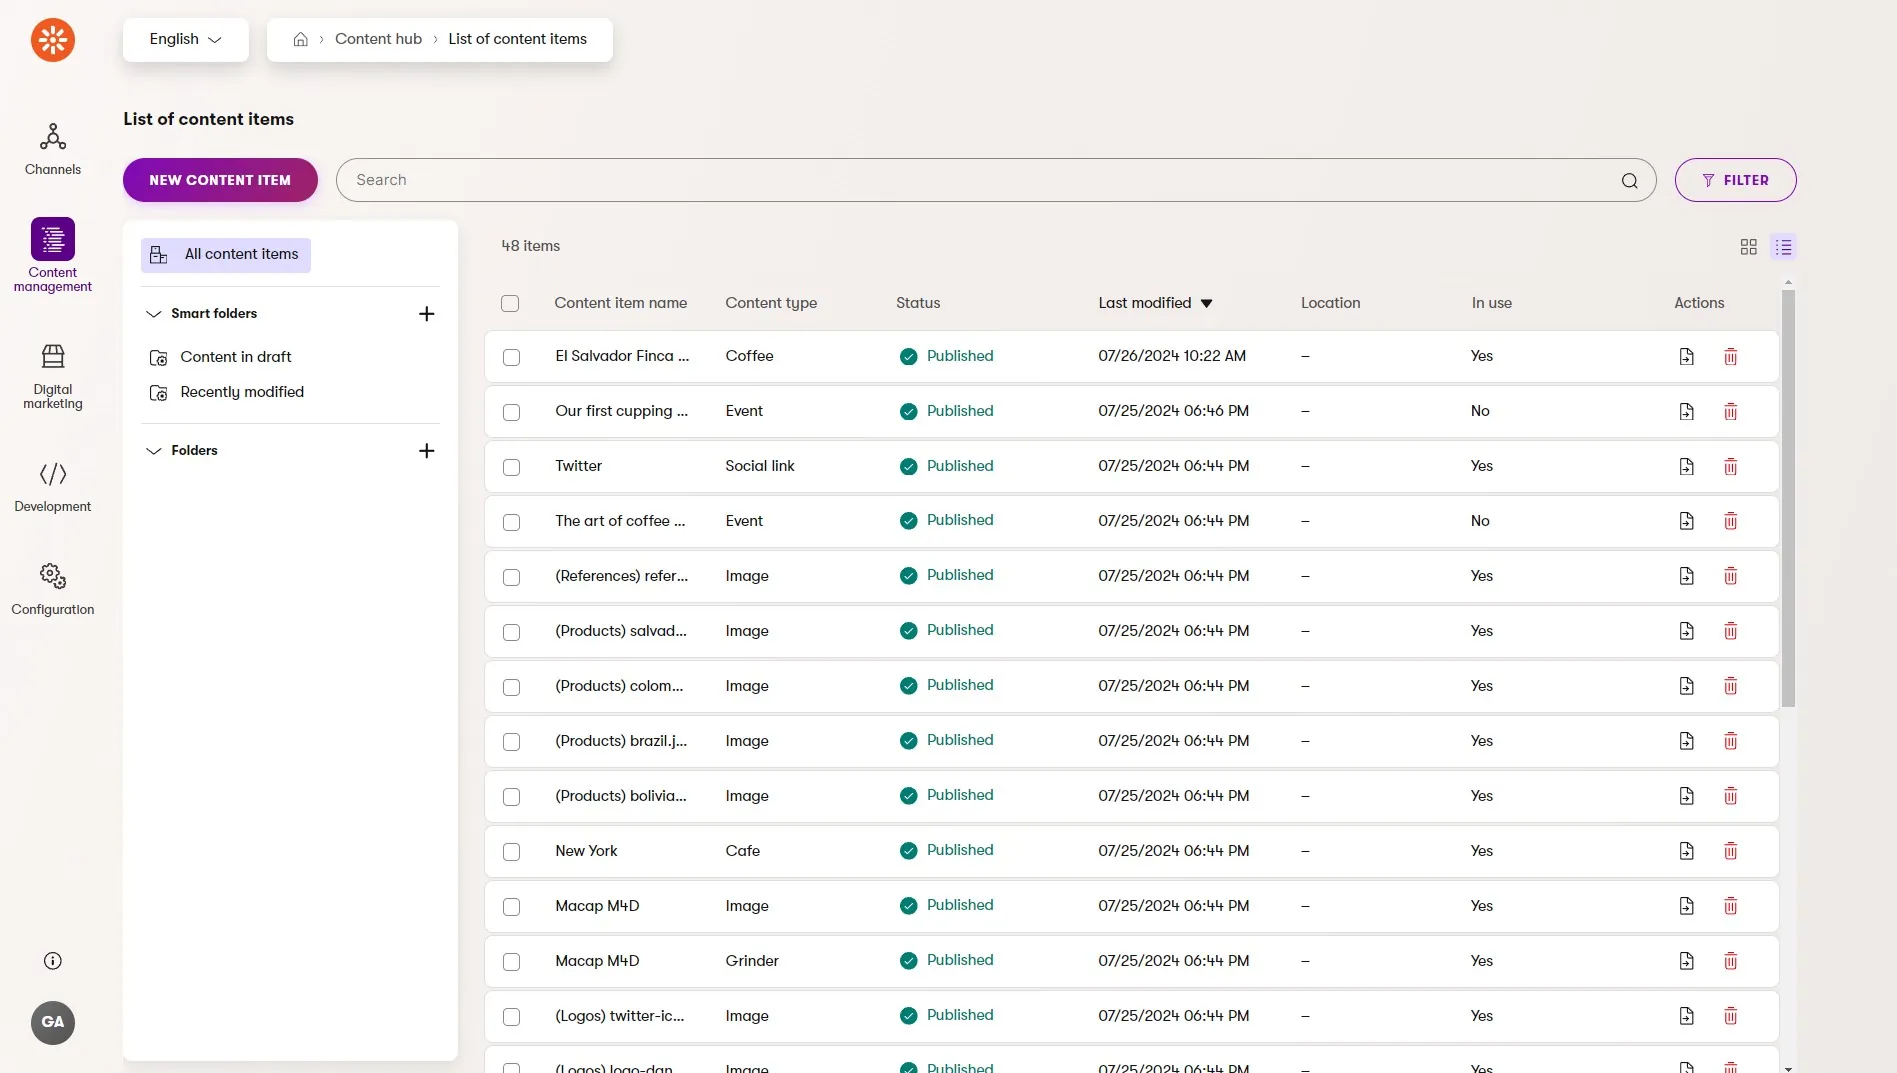 English
Content hub
List of content items
List of content items
NEW CONTENT ITEM
Search
FILTER
Channels
Content
management
Digital
marketing
Development
Configuration
GA
All content items
Smart folders
Content in draft
Recently modified
Folders
48 items
Content item name Content type Status Last modified Location In use Actions
El Salvador Finca ... Coffee Published 07/26/2024 10:22 AM – Yes
Our first cupping ... Event Published 07/25/2024 06:46 PM – No
Twitter Social link Published 07/25/2024 06:44 PM – Yes
The art of coffee ... Event Published 07/25/2024 06:44 PM – No
(References) refer... Image Published 07/25/2024 06:44 PM – Yes
(Products) salvad... Image Published 07/25/2024 06:44 PM – Yes
(Products) colom... Image Published 07/25/2024 06:44 PM – Yes
(Products) brazil.j... Image Published 07/25/2024 06:44 PM – Yes
(Products) bolivia... Image Published 07/25/2024 06:44 PM – Yes
New York Cafe Published 07/25/2024 06:44 PM – Yes
Macap M4D Image Published 07/25/2024 06:44 PM – Yes
Macap M4D Grinder Published 07/25/2024 06:44 PM – Yes
(Logos) twitter-ic... Image Published 07/25/2024 06:44 PM – Yes
(Logos) logo-dan... Image Published 07/25/2024 06:44 PM – Yes